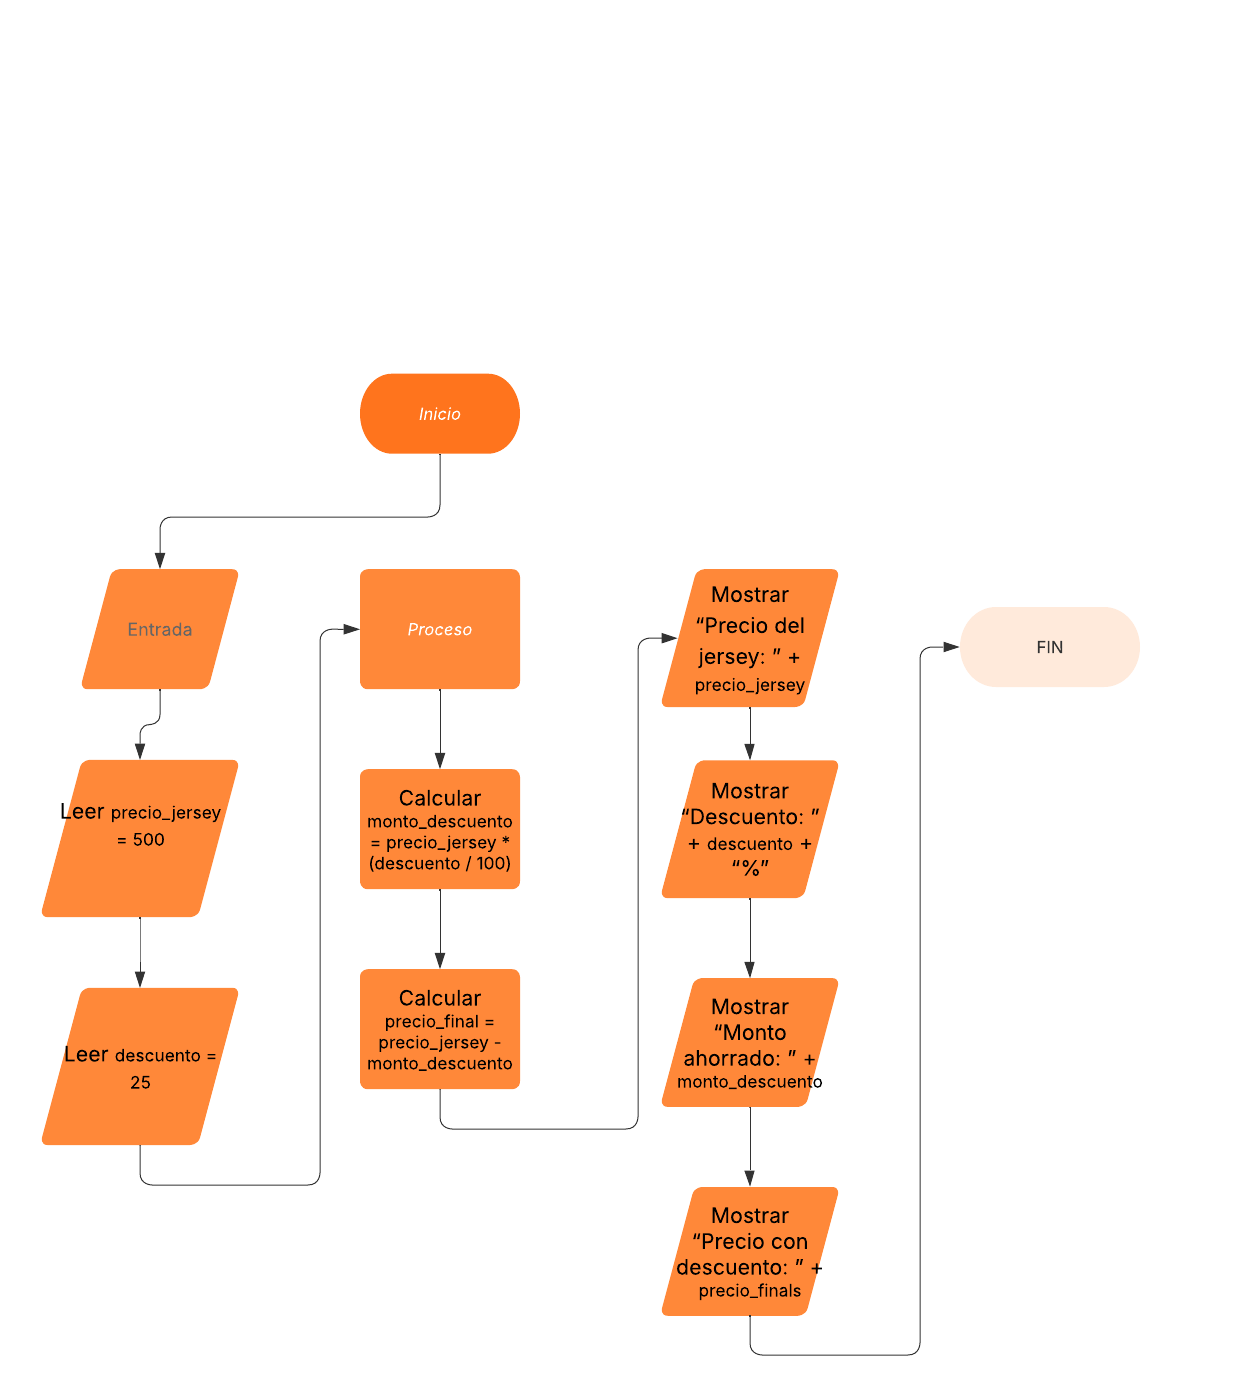 Inicio
Entrada
Leer precio_jersey
= 500
Leer descuento =
25
Proceso
Calcular
monto_descuento
= precio_jersey *
(descuento / 100)
Calcular
precio_final =
precio_jersey -
monto_descuento
Mostrar
“Precio del
jersey: ” +
precio_jersey
Mostrar
“Descuento: ”
+ descuento +
“%”
Mostrar
“Monto
ahorrado: ” +
monto_descuento
Mostrar
“Precio con
descuento: ” +
precio_finals
FIN